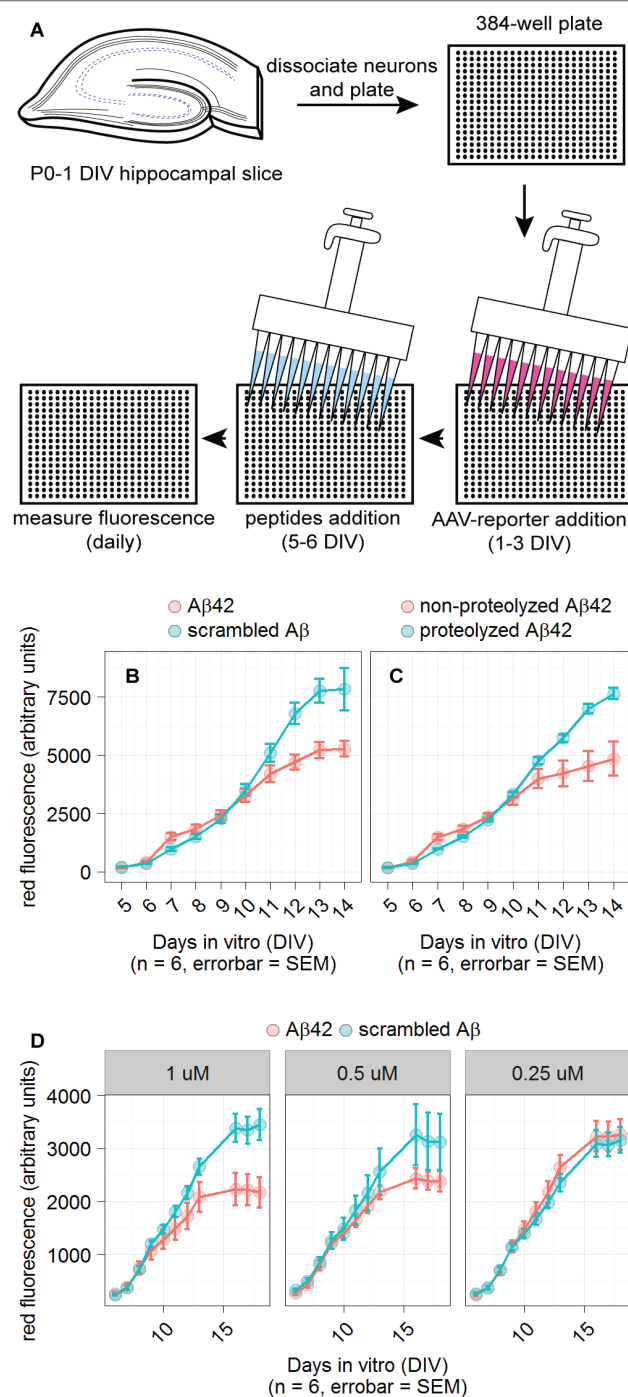 A
384-well plate
dissociate neurons
and plate
P0-1 DIV hippocampal slice
measure fluorescence
(daily)
peptides addition
(5-6 DIV)
AAV-reporter addition
(1-3 DIV)
Aβ42
scrambled Aβ
non-proteolyzed Aβ42
proteolyzed Aβ42
B
C
red fluorescence (arbitrary units)
7500
5000
2500
0
5 6 7 8 9 10 11 12 13 14
5 6 7 8 9 10 11 12 13 14
Days in vitro (DIV)
(n = 6, errorbar = SEM)
Days in vitro (DIV)
(n = 6, errorbar = SEM)
D
Aβ42 scrambled Aβ
1 uM 0.5 uM 0.25 uM
red fluorescence (arbitrary units)
4000
3000
2000
1000
10 15 10 15 10 15
Days in vitro (DIV)
(n = 6, errobar = SEM)